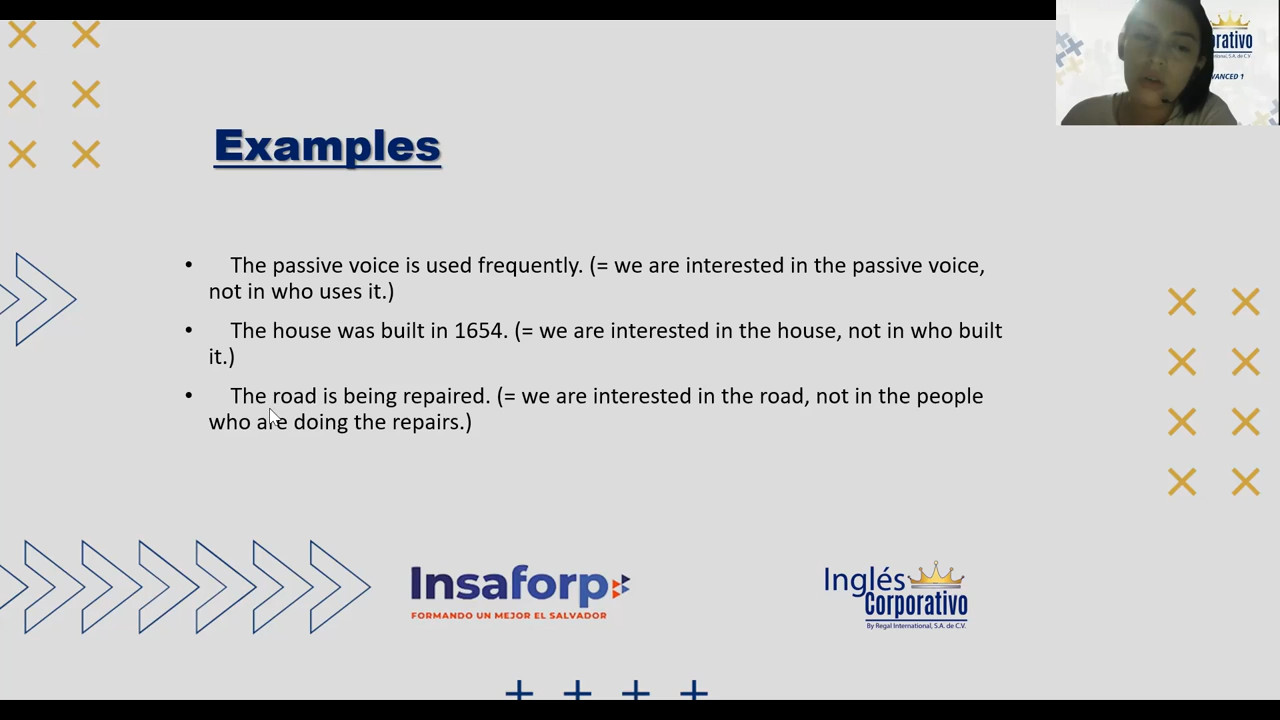 Examples
• The passive voice is used frequently. (= we are interested in the passive voice,
not in who uses it.)
• The house was built in 1654. (= we are interested in the house, not in who built
it.)
• The road is being repaired. (= we are interested in the road, not in the people
who are doing the repairs.)
Insaforp
FORMANDO UN MEJOR EL SALVADOR
Inglés
Corporativo
By Regal International, S.A. de C.V.
orativo
VANCED 1